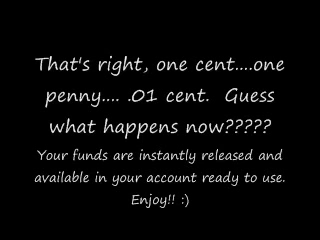 That's right, one cent....one
penny.... .01 cent.  Guess
what happens now?????
Your funds are instantly released and
available in your account ready to use.
Enjoy!! :)